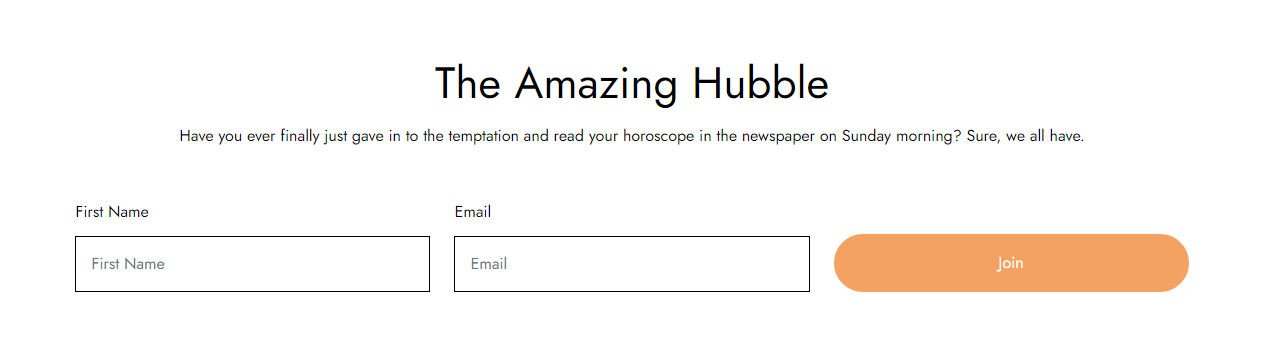 The Amazing Hubble
Have you ever finally just gave in to the temptation and read your horoscope in the newspaper on Sunday morning? Sure, we all have.
First Name
Email
First Name
Email
Join